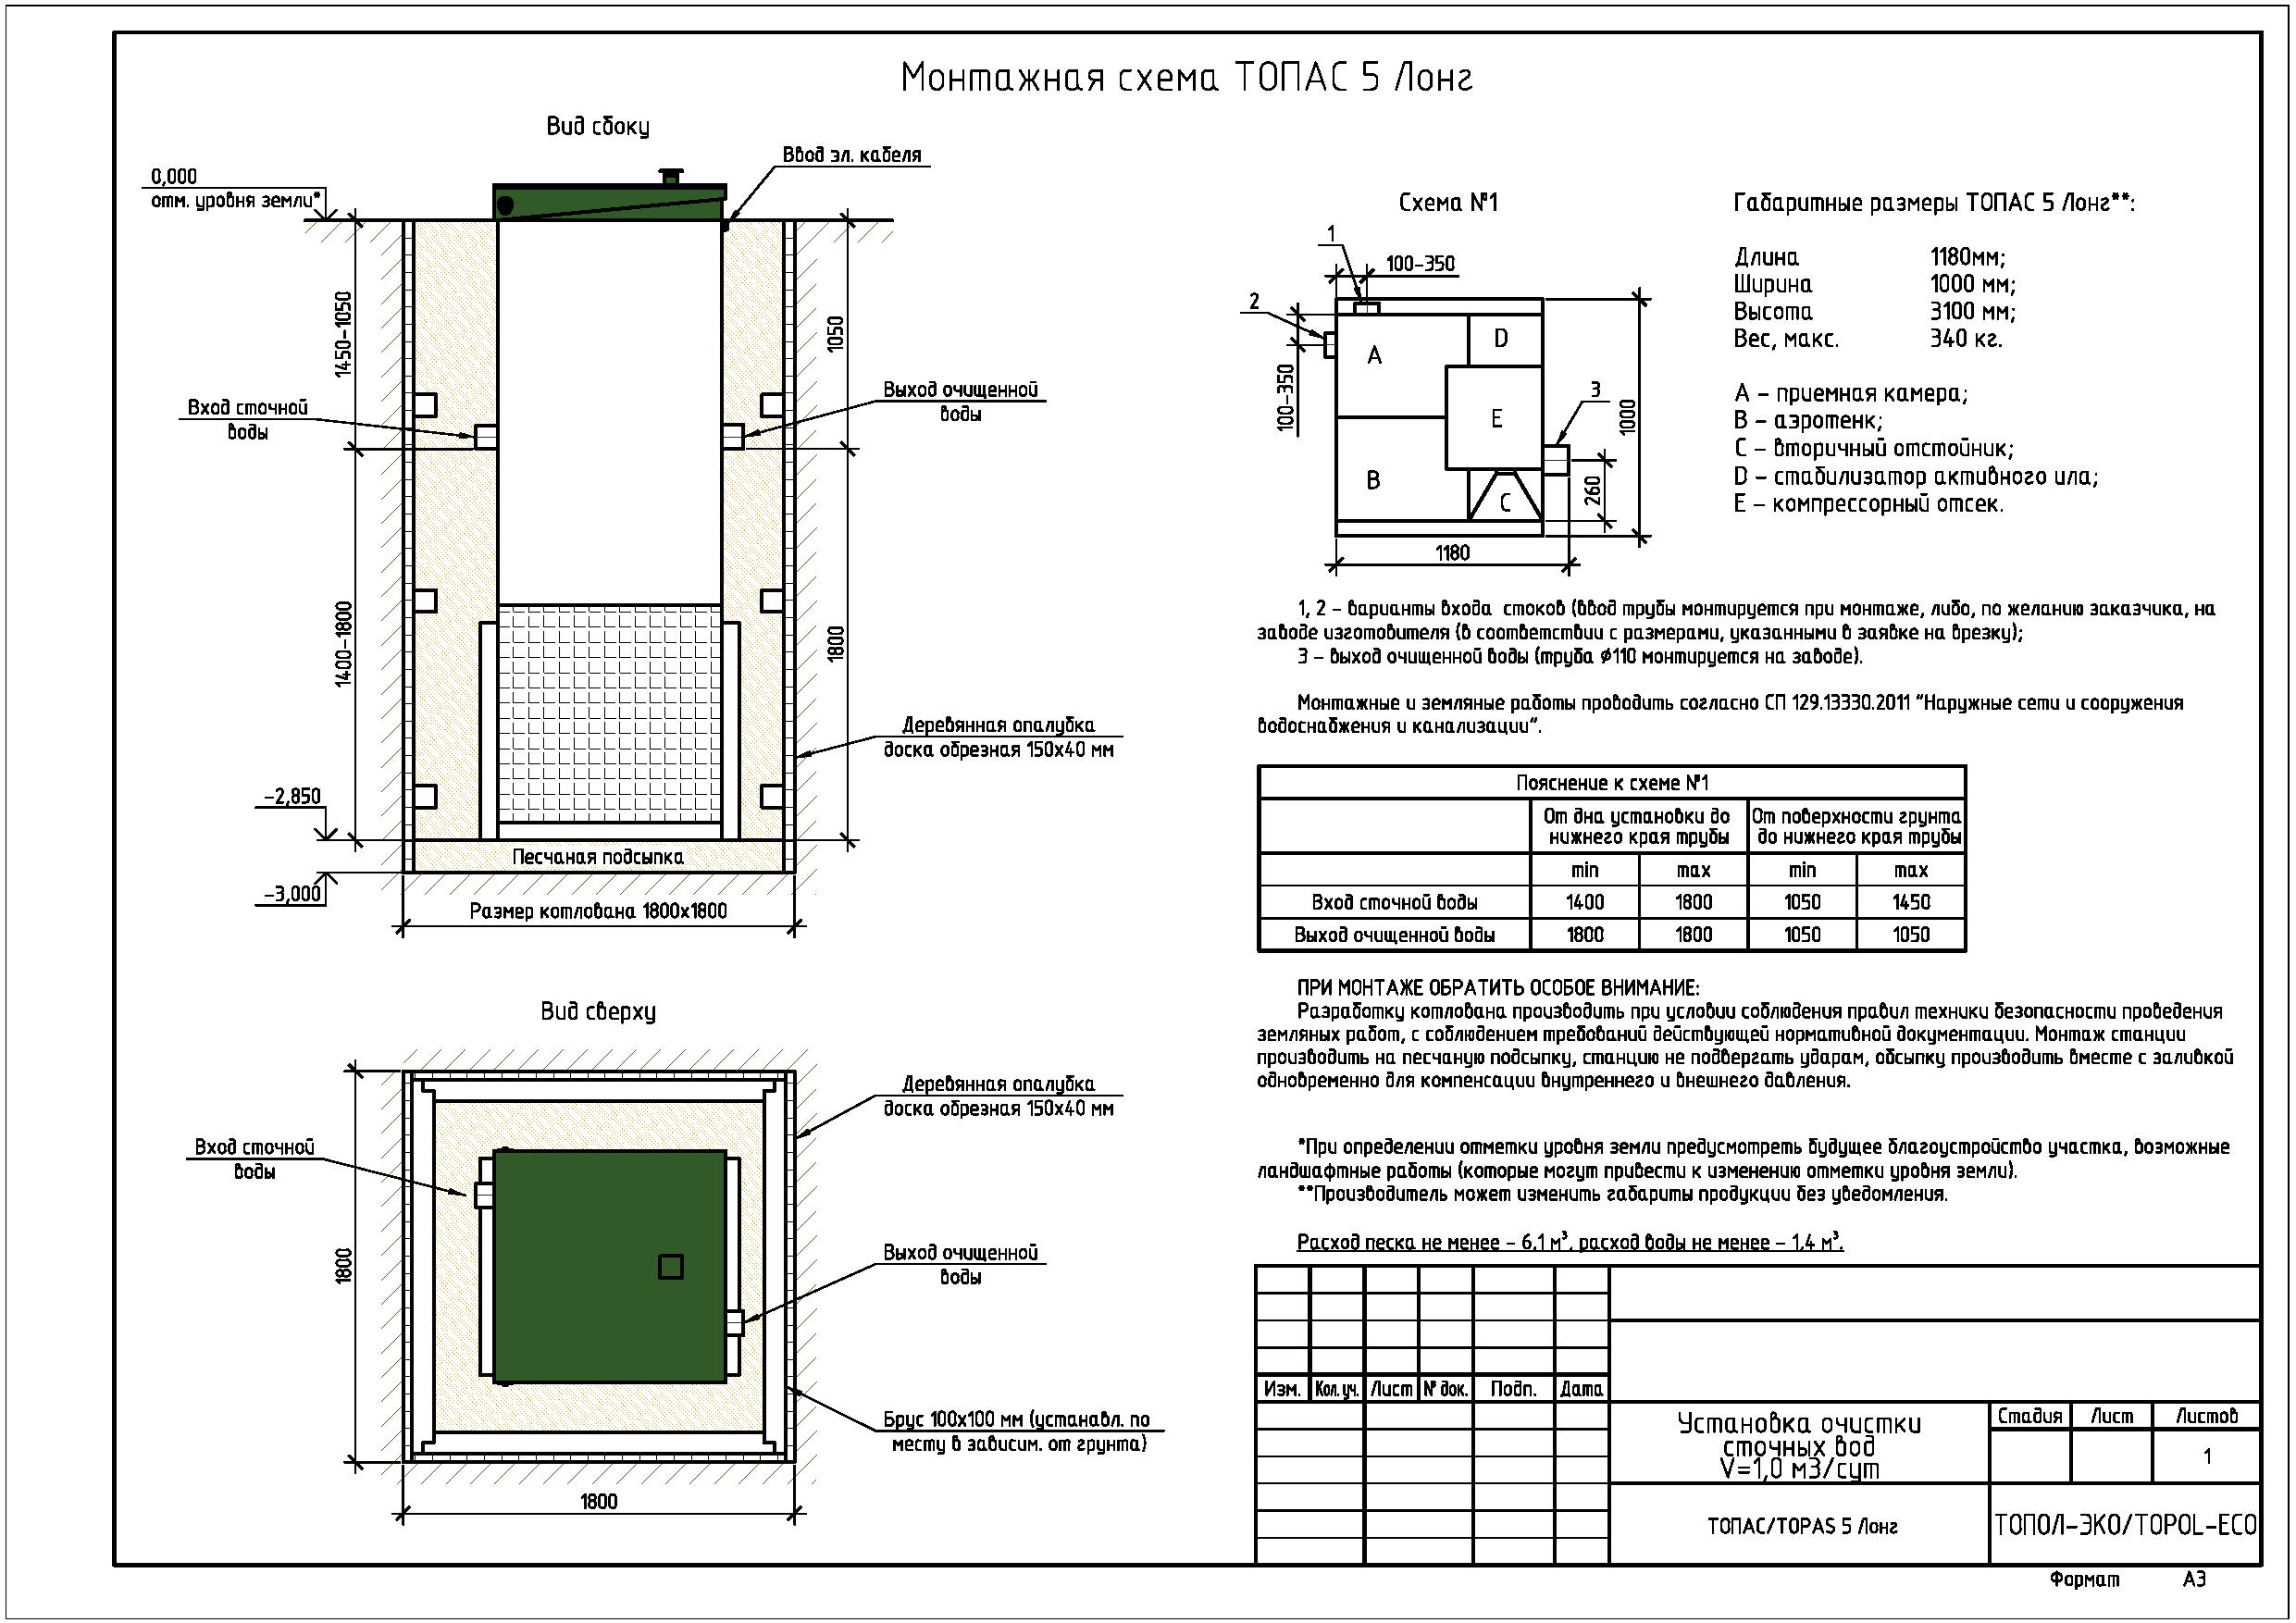 Монтажная схема ТОПАС 5 Лонг
Вид сбоку
Ввод эл. кабеля
0,000
отм. уровня земли*
1450-1050
1050
Вход сточной
воды
Выход очищенной
воды
1400-1800
1800
Деревянная опалубка
доска обрезная 150х40 мм
-2,850
Песчаная подсыпка
-3,000
Размер котлована 1800х1800
Вид сверху
Деревянная опалубка
доска обрезная 150х40 мм
Вход сточной
воды
1800
Выход очищенной
воды
Брус 100х100 мм (устанавл. по
месту в зависим. от грунта)
1800
Схема №1
1
100-350
2
A
D
100-350
E
3
1000
B
C
260
1180
Габаритные размеры ТОПАС 5 Лонг**:
Длина 1180мм;
Ширина 1000 мм;
Высота 3100 мм;
Вес, макс. 340 кг.
А - приемная камера;
В - аэротенк;
С - вторичный отстойник;
D - стабилизатор активного ила;
Е - компрессорный отсек.
1, 2 - варианты входа стоков (ввод трубы монтируется при монтаже, либо, по желанию заказчика, на
заводе изготовителя (в соответствии с размерами, указанными в заявке на врезку);
3 - выход очищенной воды (труба ø110 монтируется на заводе).
Монтажные и земляные работы проводить согласно СП 129.13330.2011 "Наружные сети и сооружения
водоснабжения и канализации".
Пояснение к схеме №1
От дна установки до
нижнего края трубы
От поверхности грунта
до нижнего края трубы
min max min max
Вход сточной воды 1400 1800 1050 1450
Выход очищенной воды 1800 1800 1050 1050
ПРИ МОНТАЖЕ ОБРАТИТЬ ОСОБОЕ ВНИМАНИЕ:
Разработку котлована производить при условии соблюдения правил техники безопасности проведения
земляных работ, с соблюдением требований действующей нормативной документации. Монтаж станции
производить на песчаную подсыпку, станцию не подвергать ударам, обсыпку производить вместе с заливкой
одновременно для компенсации внутреннего и внешнего давления.
*При определении отметки уровня земли предусмотреть будущее благоустройство участка, возможные
ландшафтные работы (которые могут привести к изменению отметки уровня земли).
**Производитель может изменить габариты продукции без уведомления.
Расход песка не менее - 6,1 м³, расход воды не менее - 1,4 м³.
Изм. Кол.уч. Лист № док. Подп. Дата
Установка очистки
сточных вод
V=1,0 м3/сут
Стадия Лист Листов
1
ТОПАС/TOPAS 5 Лонг
ТОПОЛ-ЭКО/TOPOL-ECO
Формат А3